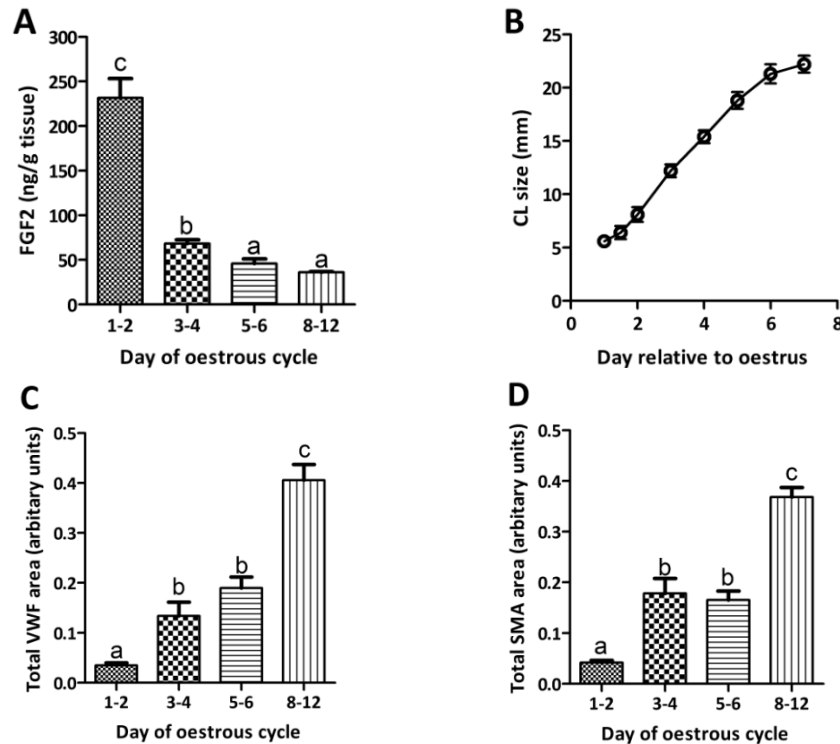 A
FGF2 (ng/g tissue)
300
250
200
150
100
50
0
c
b
a
a
1-2
3-4
5-6
8-12
Day of oestrous cycle
B
CL size (mm)
25
20
15
10
5
0
0
2
4
6
8
Day relative to oestrus
C
Total VWF area (arbitary units)
0.5
0.4
0.3
0.2
0.1
0.0
a
b
b
c
1-2
3-4
5-6
8-12
Day of oestrous cycle
D
Total SMA area (arbitary units)
0.5
0.4
0.3
0.2
0.1
0.0
a
b
b
c
1-2
3-4
5-6
8-12
Day of oestrous cycle